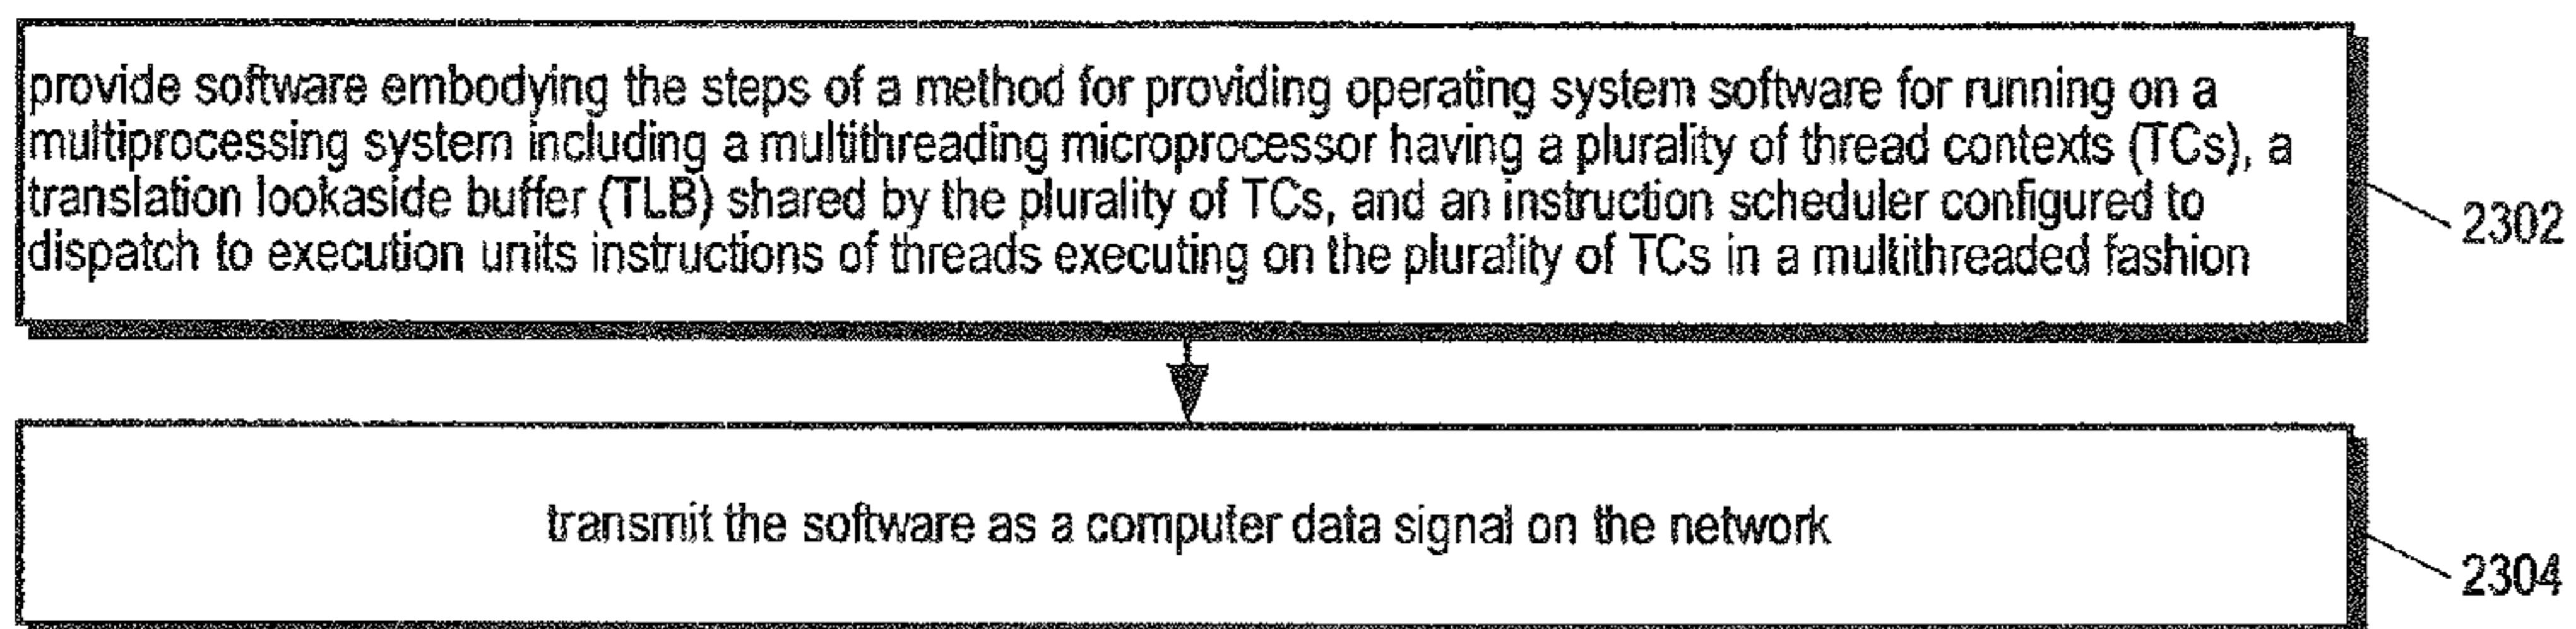 provide software embodying the steps of a method for providing operating system software for running on a
multiprocessing system including a multithreading microprocessor having a plurality of thread contexts (TCs), a
translation lookaside buffer (TLB) shared by the plurality of TCs, and an instruction scheduler configured to
dispatch to execution units instructions of threads executing on the plurality of TCs in a multithreaded fashion
2302
transmit the software as a computer data signal on the network
2304